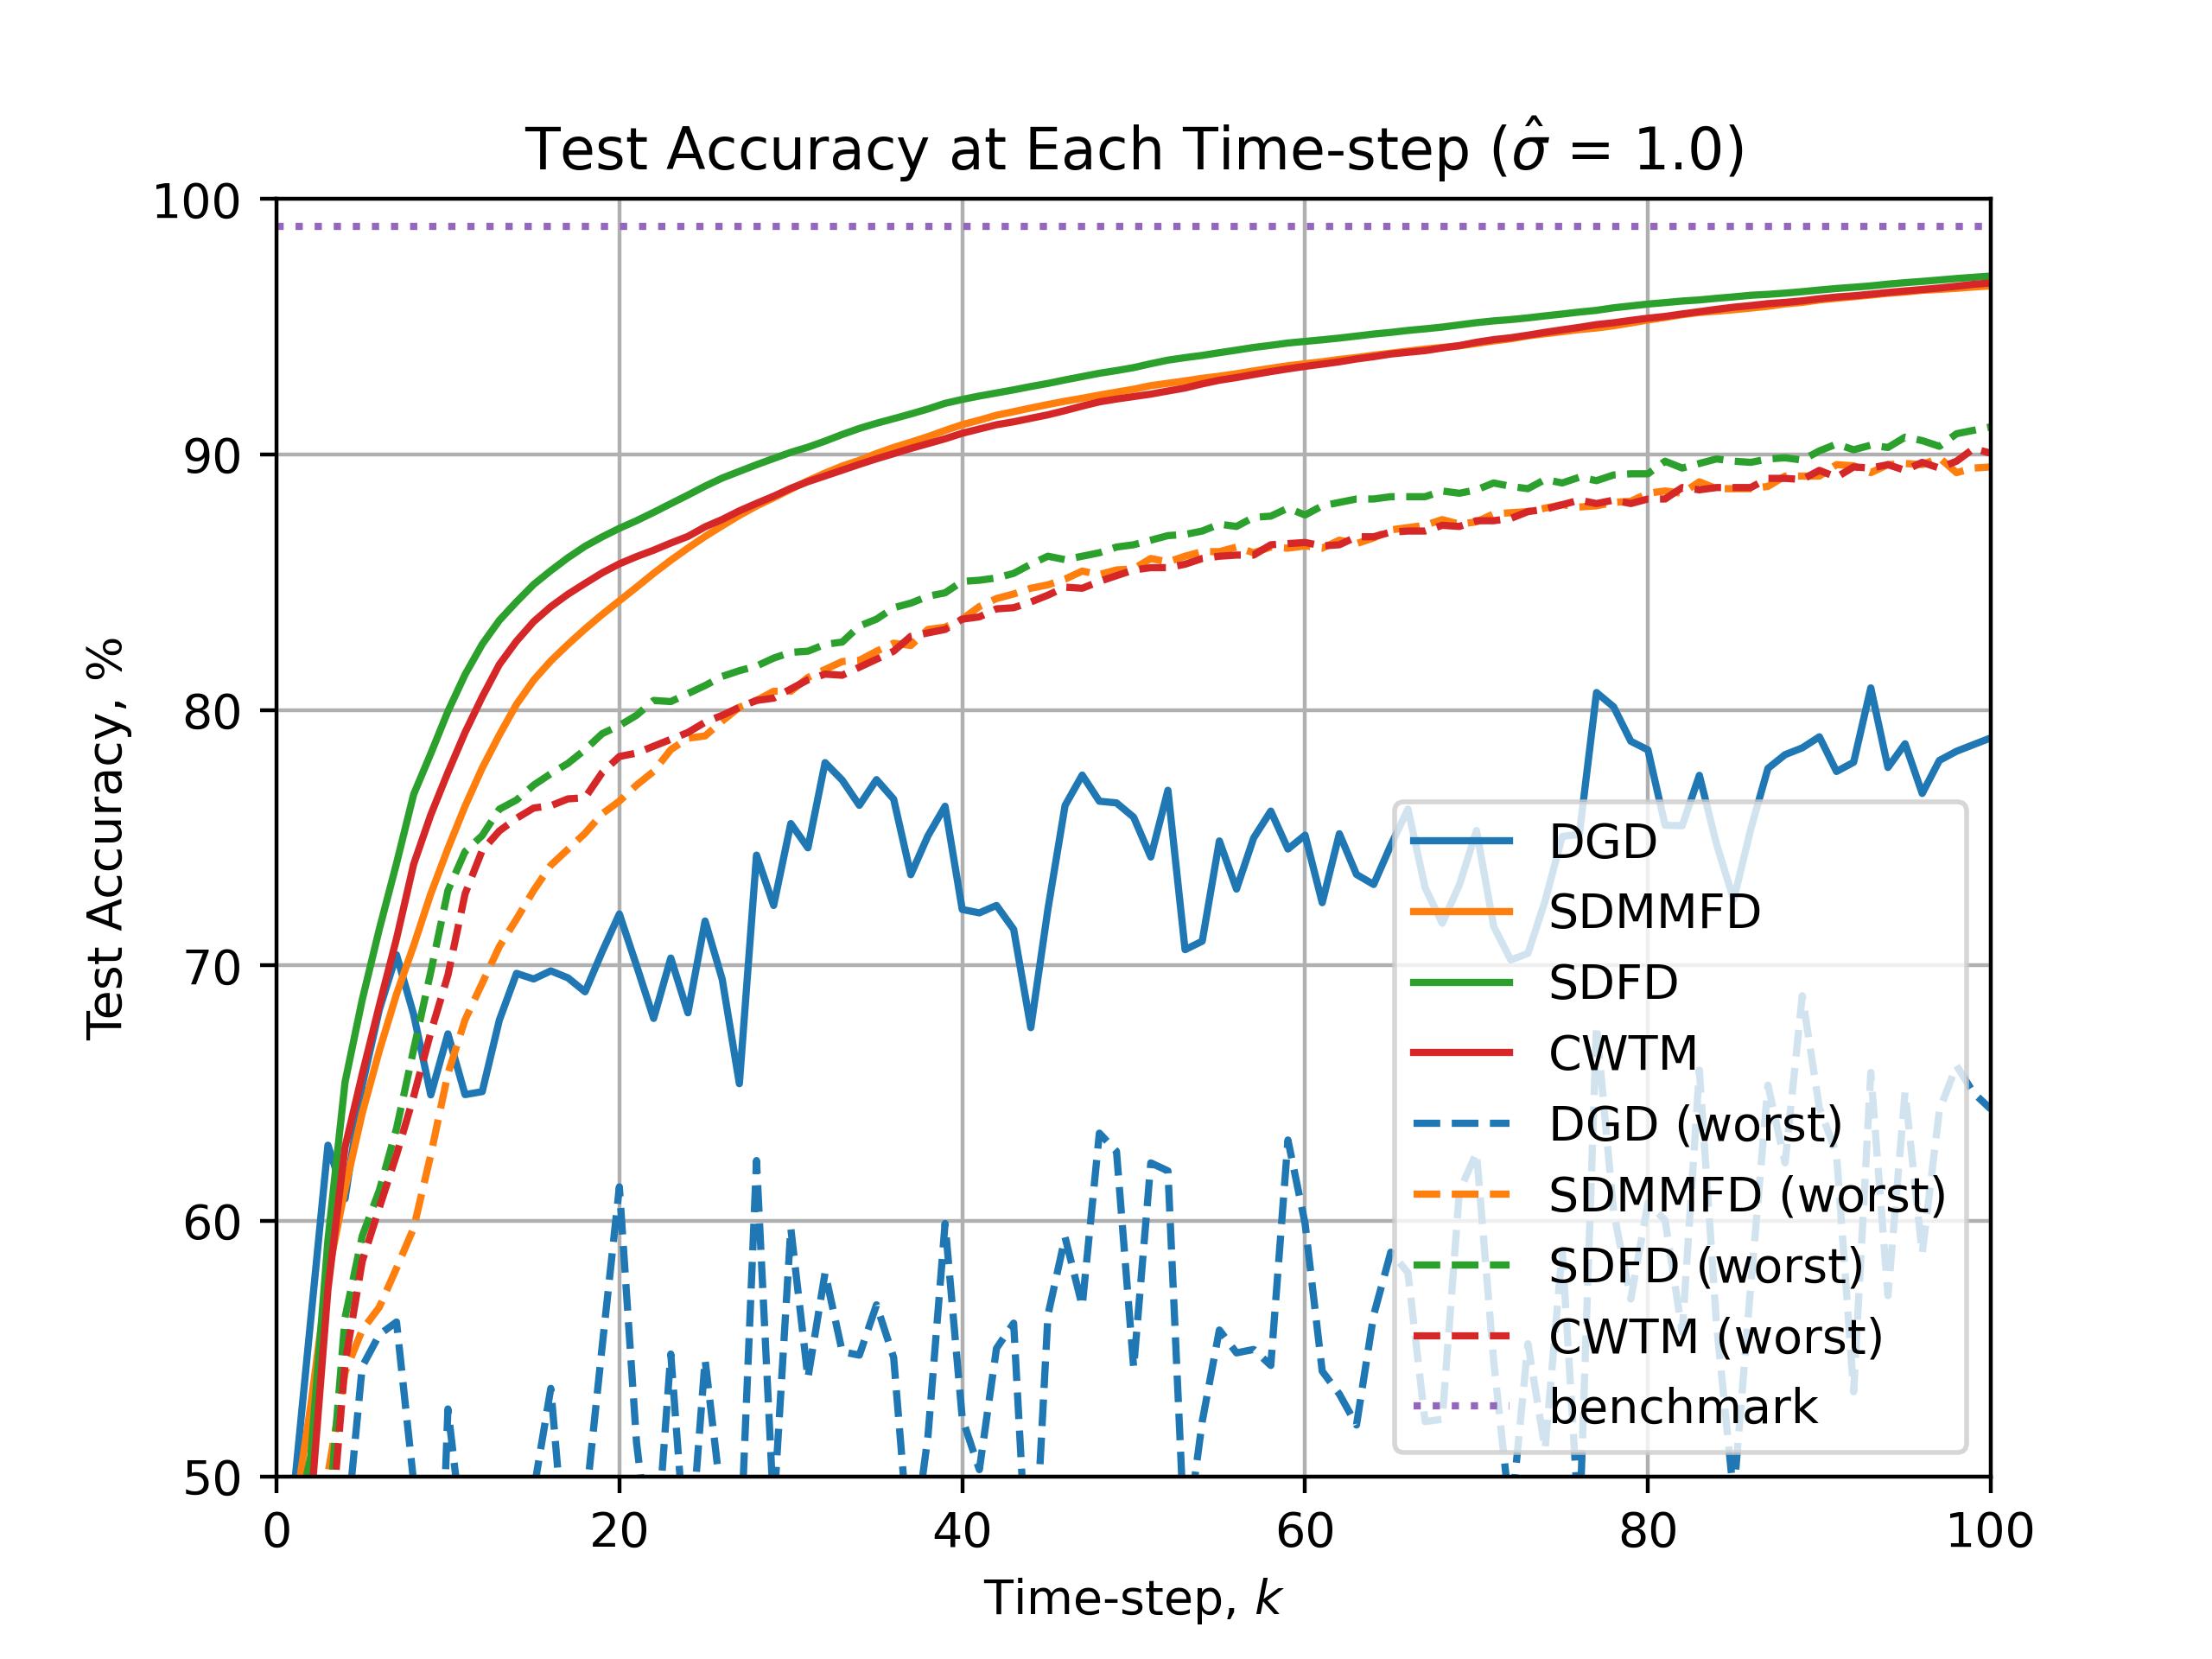 Test Accuracy at Each Time-step (σ̂ = 1.0)
100
90
80
70
60
50
Test Accuracy, %
DGD
SDMMFD
SDFD
CWTM
DGD (worst)
SDMMFD (worst)
SDFD (worst)
CWTM (worst)
benchmark
0 20 40 60 80 100
Time-step, k